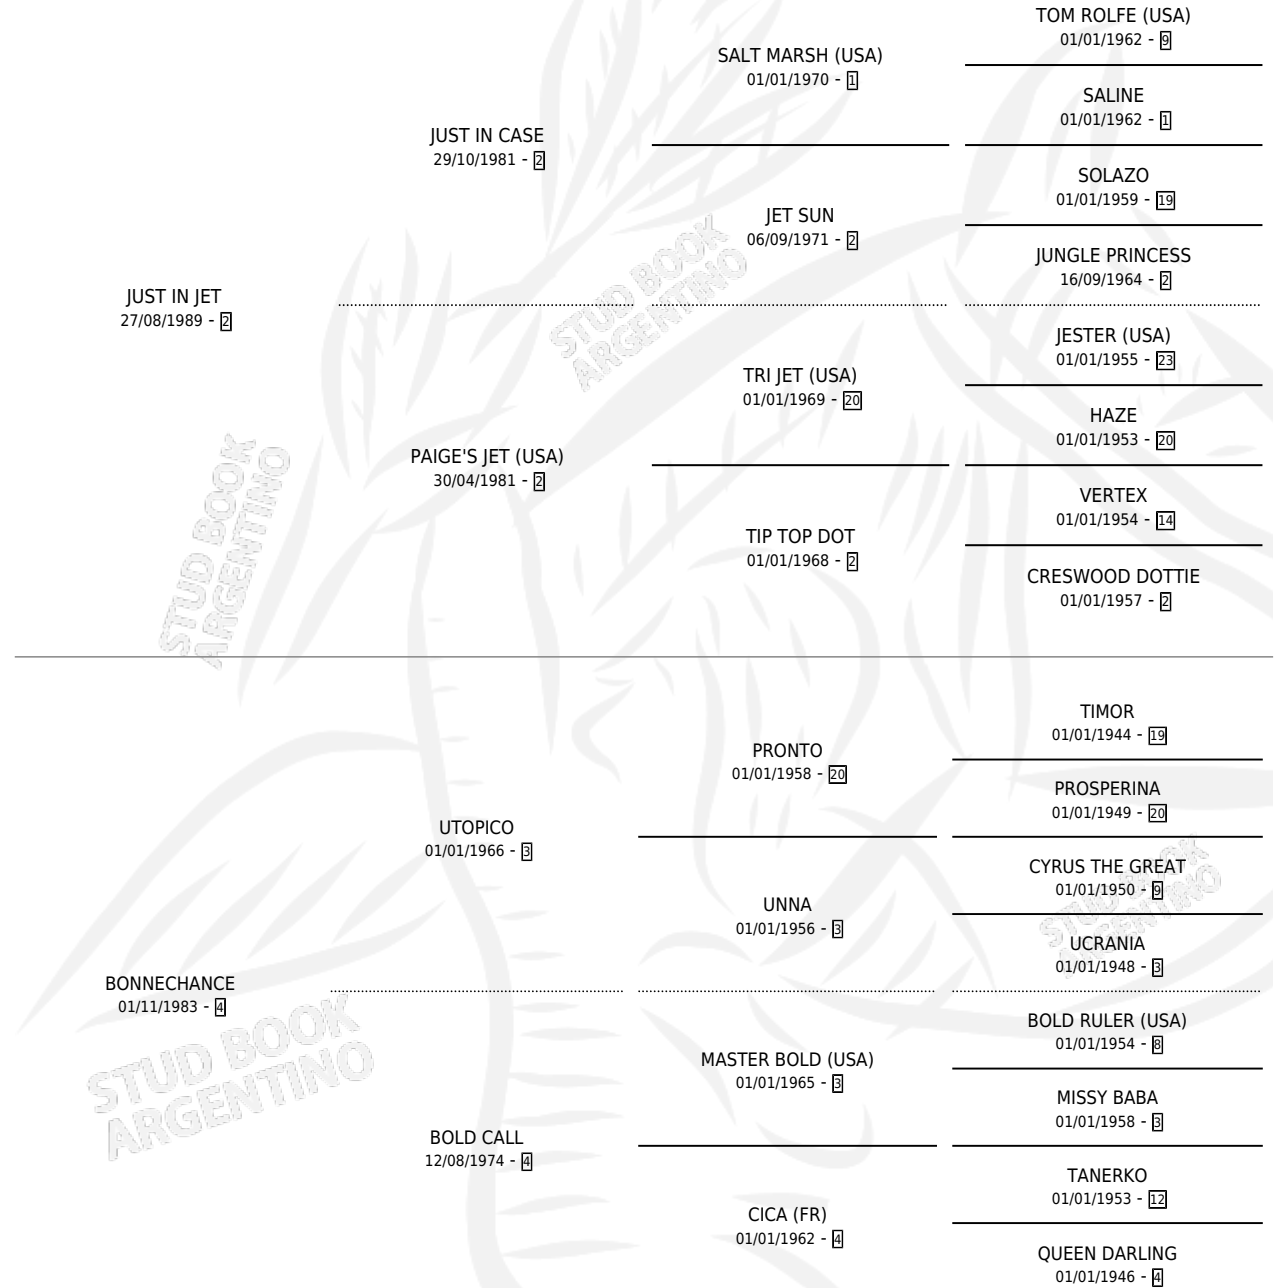 TOM ROLFE (USA)
01/01/1962 - 9
SALT MARSH (USA)
01/01/1970 - 1
SALINE
01/01/1962 - 1
JUST IN CASE
29/10/1981 - 2
SOLAZO
01/01/1959 - 19
JET SUN
06/09/1971 - 2
JUNGLE PRINCESS
16/09/1964 - 2
JUST IN JET
27/08/1989 - 2
JESTER (USA)
01/01/1955 - 23
TRI JET (USA)
01/01/1969 - 20
HAZE
01/01/1953 - 20
PAIGE'S JET (USA)
30/04/1981 - 2
VERTEX
01/01/1954 - 14
TIP TOP DOT
01/01/1968 - 2
CRESWOOD DOTTIE
01/01/1957 - 2
TIMOR
01/01/1944 - 19
PRONTO
01/01/1958 - 20
PROSPERINA
01/01/1949 - 20
UTOPICO
01/01/1966 - 3
CYRUS THE GREAT
01/01/1950 - 9
UNNA
01/01/1956 - 3
UCRANIA
01/01/1948 - 3
BONNECHANCE
01/11/1983 - 4
BOLD RULER (USA)
01/01/1954 - 8
MASTER BOLD (USA)
01/01/1965 - 3
MISSY BABA
01/01/1958 - 3
BOLD CALL
12/08/1974 - 4
TANERKO
01/01/1953 - 12
CICA (FR)
01/01/1962 - 4
QUEEN DARLING
01/01/1946 - 4
STUD BOOK
ARGENTINO
STUD BOOK
ARGENTINO
STUD BOOK
ARGENTINO
STUD BOOK
ARGENTINO